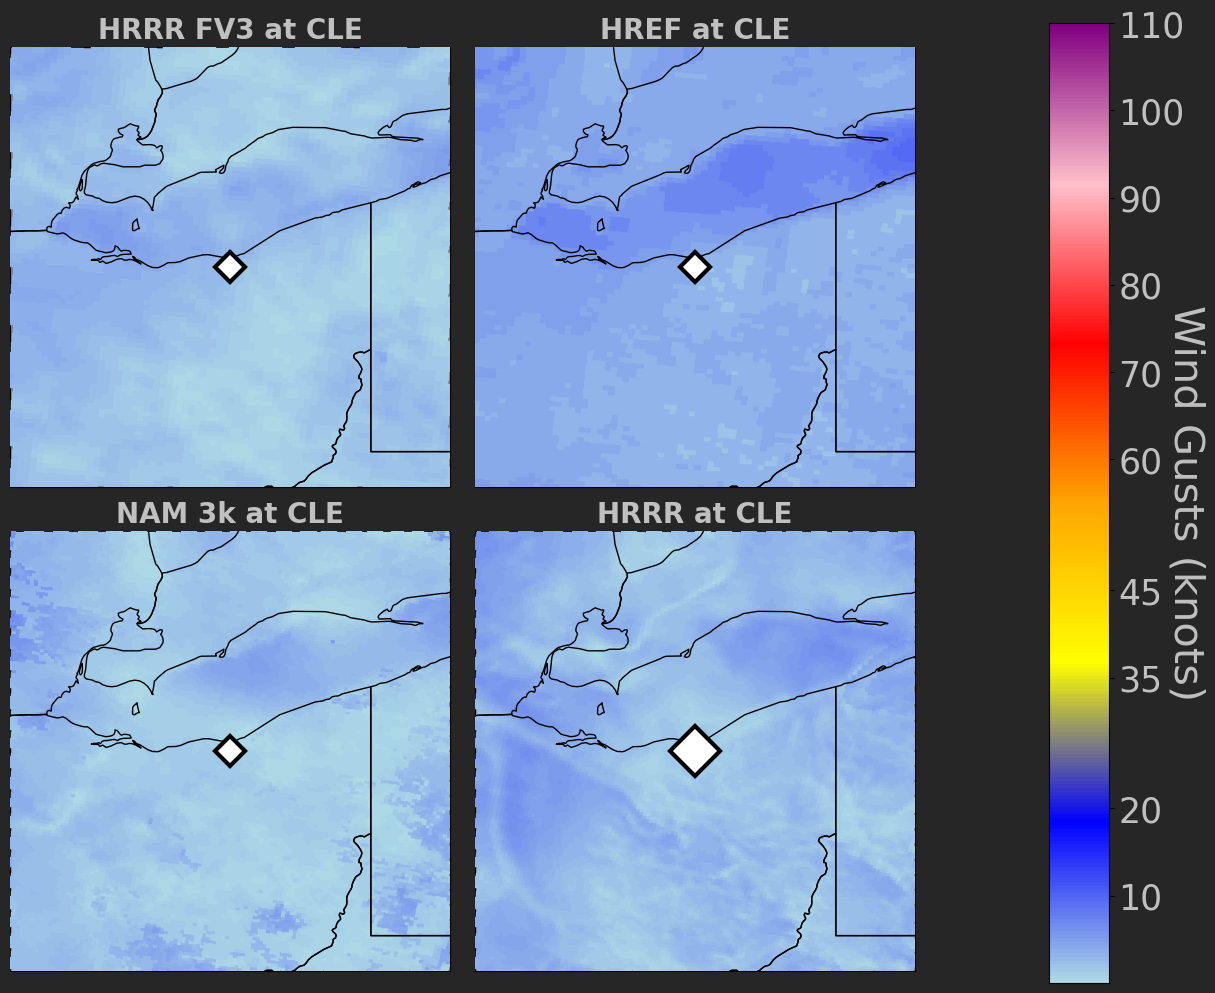 HRRR FV3 at CLE
HREF at CLE
NAM 3k at CLE
HRRR at CLE
110
100
90
80
70
60
45
35
20
10
Wind Gusts (knots)